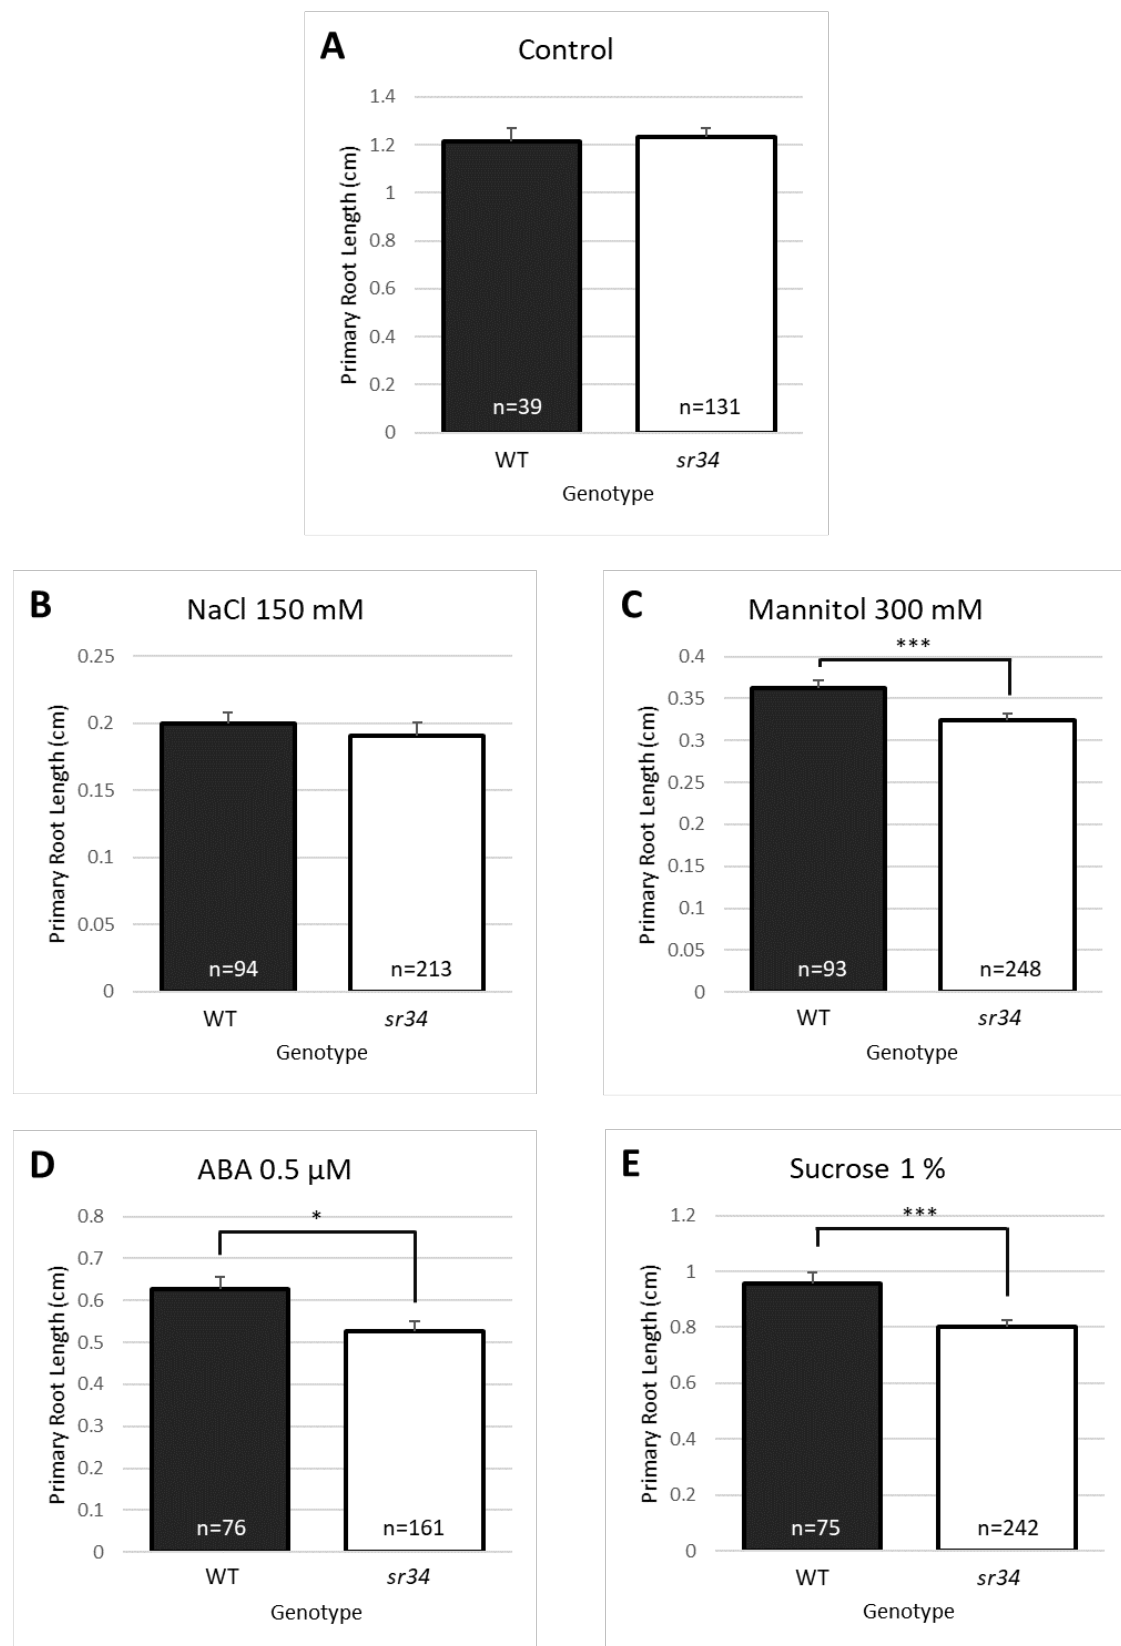 A
Control
Primary Root Length (cm)
1.4
1.2
1
0.8
0.6
0.4
0.2
0
n=39
n=131
WT
sr34
Genotype
B
NaCl 150 mM
Primary Root Length (cm)
0.25
0.2
0.15
0.1
0.05
0
n=94
n=213
WT
sr34
Genotype
C
Mannitol 300 mM
***
Primary Root Length (cm)
0.4
0.35
0.3
0.25
0.2
0.15
0.1
0.05
0
n=93
n=248
WT
sr34
Genotype
D
ABA 0.5 µM
*
Primary Root Length (cm)
0.8
0.7
0.6
0.5
0.4
0.3
0.2
0.1
0
n=76
n=161
WT
sr34
Genotype
E
Sucrose 1 %
***
Primary Root Length (cm)
1.2
1
0.8
0.6
0.4
0.2
0
n=75
n=242
WT
sr34
Genotype